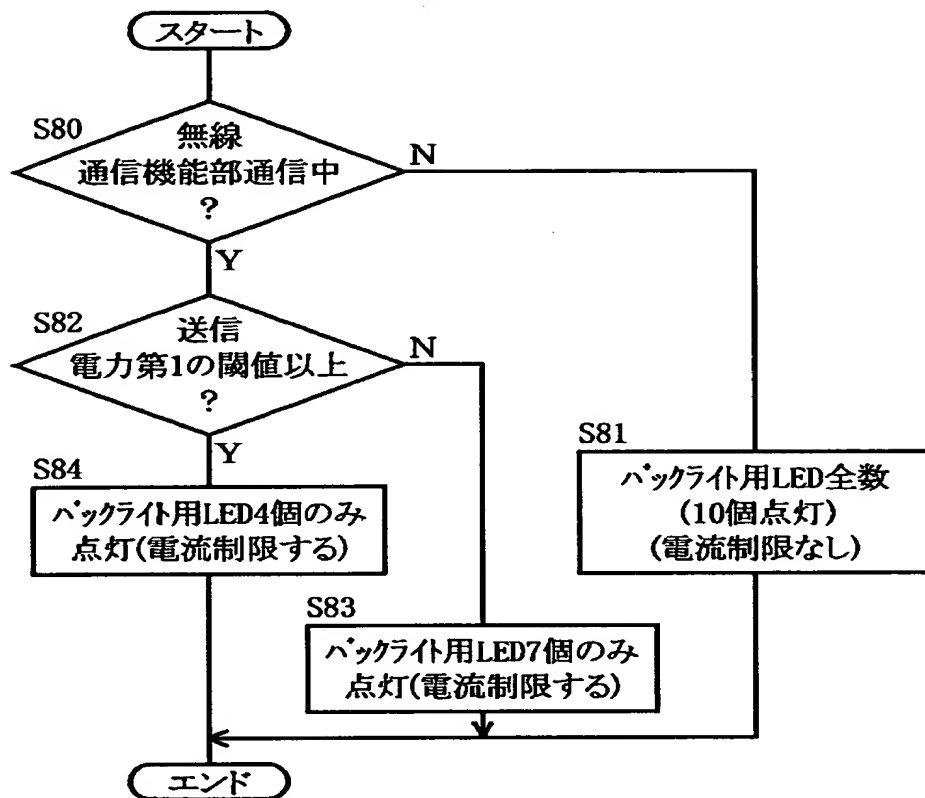 スタート
S80
無線
通信機能部通信中
?
N
Y
S82
送信
電力第1の閾値以上
?
N
Y
S81
バックライト用LED全数
(10個点灯)
(電流制限なし)
S84
バックライト用LED4個のみ
点灯(電流制限する)
S83
バックライト用LED7個のみ
点灯(電流制限する)
エンド